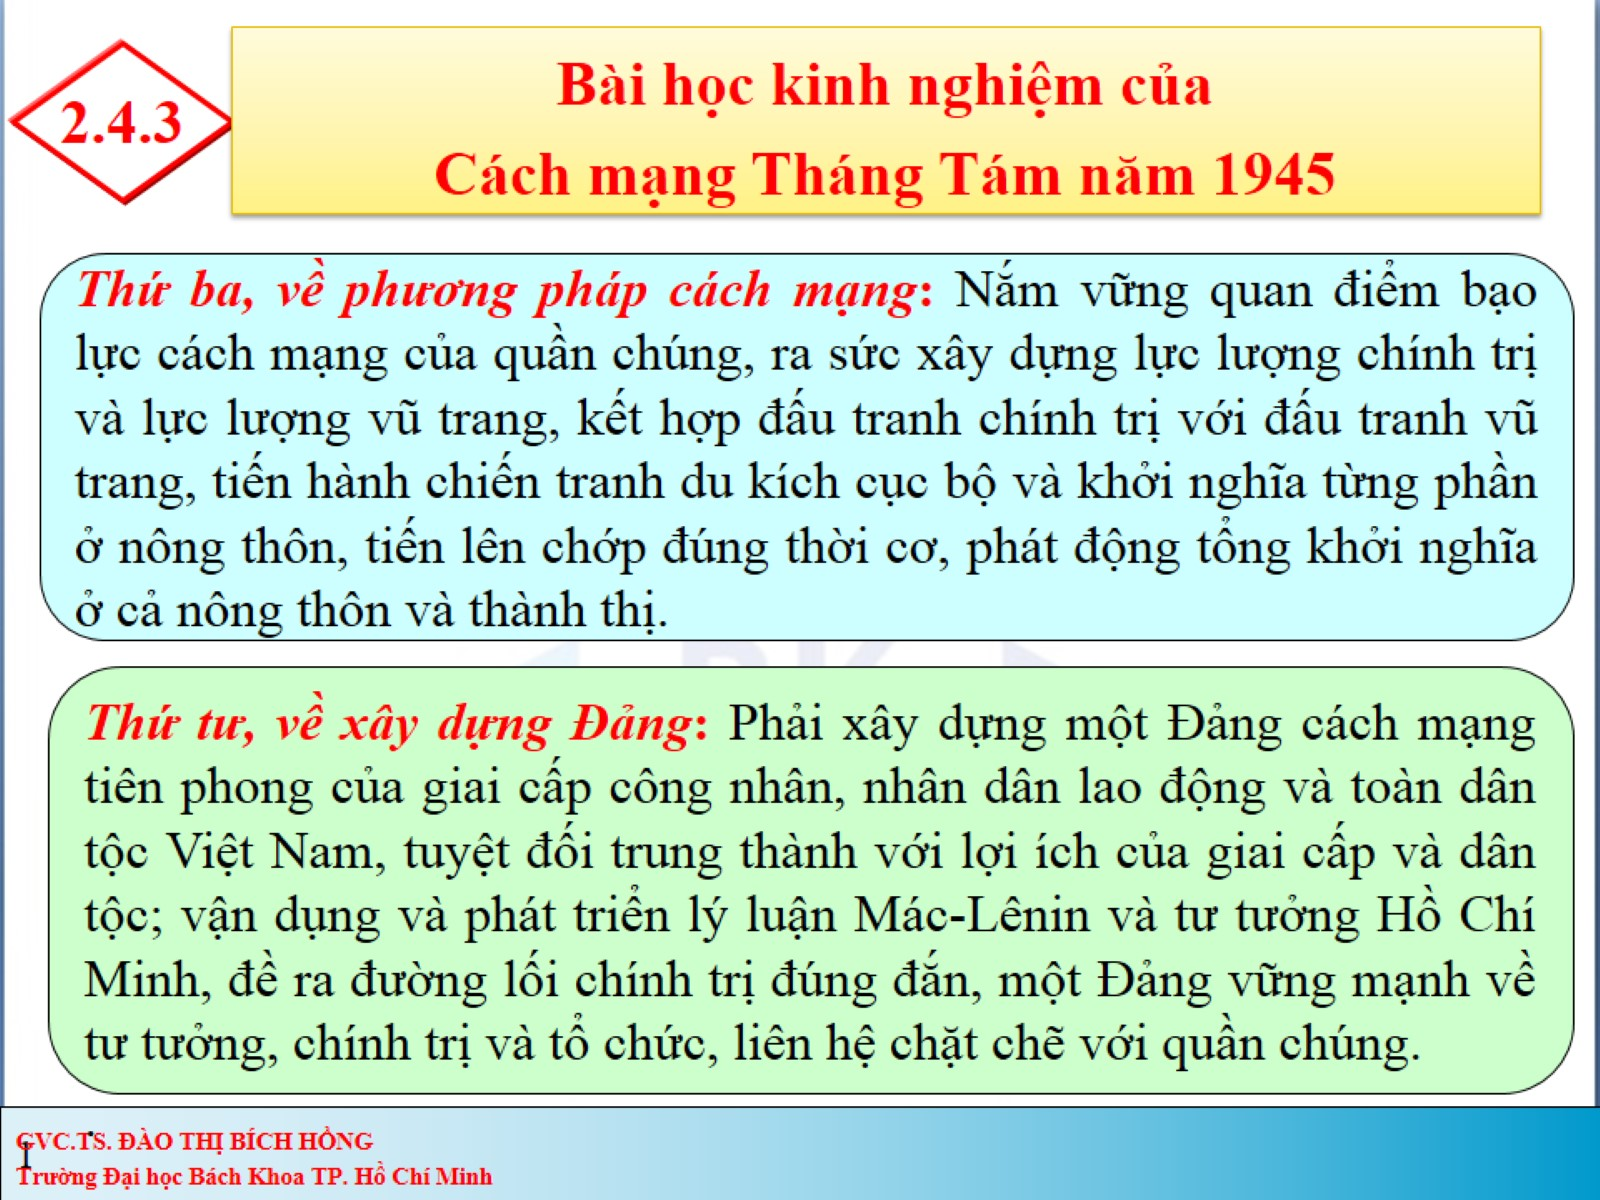 2.4.3
Bài học kinh nghiệm của
Cách mạng Tháng Tám năm 1945
Thứ ba, về phương pháp cách mạng: Nắm vững quan điểm bạo
lực cách mạng của quần chúng, ra sức xây dựng lực lượng chính trị
và lực lượng vũ trang, kết hợp đấu tranh chính trị với đấu tranh vũ
trang, tiến hành chiến tranh du kích cục bộ và khởi nghĩa từng phần
ở nông thôn, tiến lên chớp đúng thời cơ, phát động tổng khởi nghĩa
ở cả nông thôn và thành thị.
Thứ tư, về xây dựng Đảng: Phải xây dựng một Đảng cách mạng
tiên phong của giai cấp công nhân, nhân dân lao động và toàn dân
tộc Việt Nam, tuyệt đối trung thành với lợi ích của giai cấp và dân
tộc; vận dụng và phát triển lý luận Mác-Lênin và tư tưởng Hồ Chí
Minh, đề ra đường lối chính trị đúng đắn, một Đảng vững mạnh về
tư tưởng, chính trị và tổ chức, liên hệ chặt chẽ với quần chúng.
GVC.TS. ĐÀO THỊ BÍCH HỒNG
1
Trường Đại học Bách Khoa TP. Hồ Chí Minh